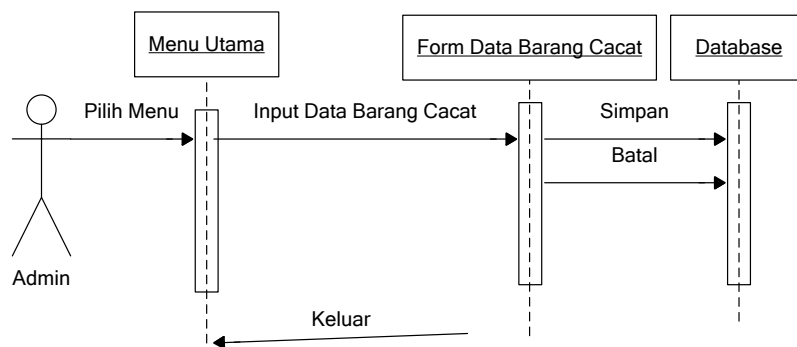 Menu Utama
Form Data Barang Cacat
Database
Pilih Menu
Input Data Barang Cacat
Simpan
Batal
Admin
Keluar